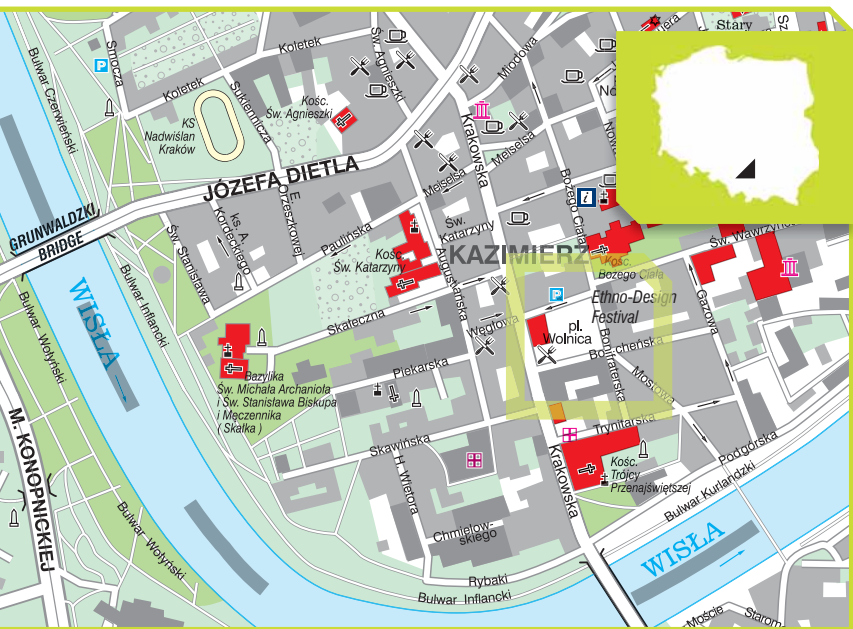 Bulwar Czerwieński
Smocza
P
Koletek
Koletek
Sukiennicza
Św. Agnieszki
Kośc.
Św. Agnieszki
KS
Nadwiślan
Kraków
JÓZEFA DIETLA
Krakowska
Miodowa
Meiselsa
Meiselsa
Stary
i
Bożego Ciała
GRUNWALDZKI
BRIDGE
Św. Stanisława
ks. A.
Kordeckiego
E.
Orzeszkowej
Paulińska
Kośc.
Św. Katarzyny
Św.
Katarzyny
KAZIMIERZ
Augustiańska
Kośc.
Bożego Ciała
Św. Wawrzyńca
Gazowa
WISŁA
Bulwar Inflancki
Bulwar Wołyński
Skałeczna
Węgłowa
P
Ethno-Design
Festival
pl.
Wolnica
Bonifraterska
Mostowa
Piekarska
Bazylika
Św. Michała Archanioła
i Św. Stanisława Biskupa
i Męczennika
( Skałka )
M. KONOPNICKIEJ
Skawińska
H. Wietora
Trynitarska
Krakowska
Kośc.
Trójcy
Przenajświętszej
Podgórska
Bulwar Kurlandzki
Chmielow-
skiego
Bulwar Wołyński
WISŁA
Rybaki
Bulwar Inflancki